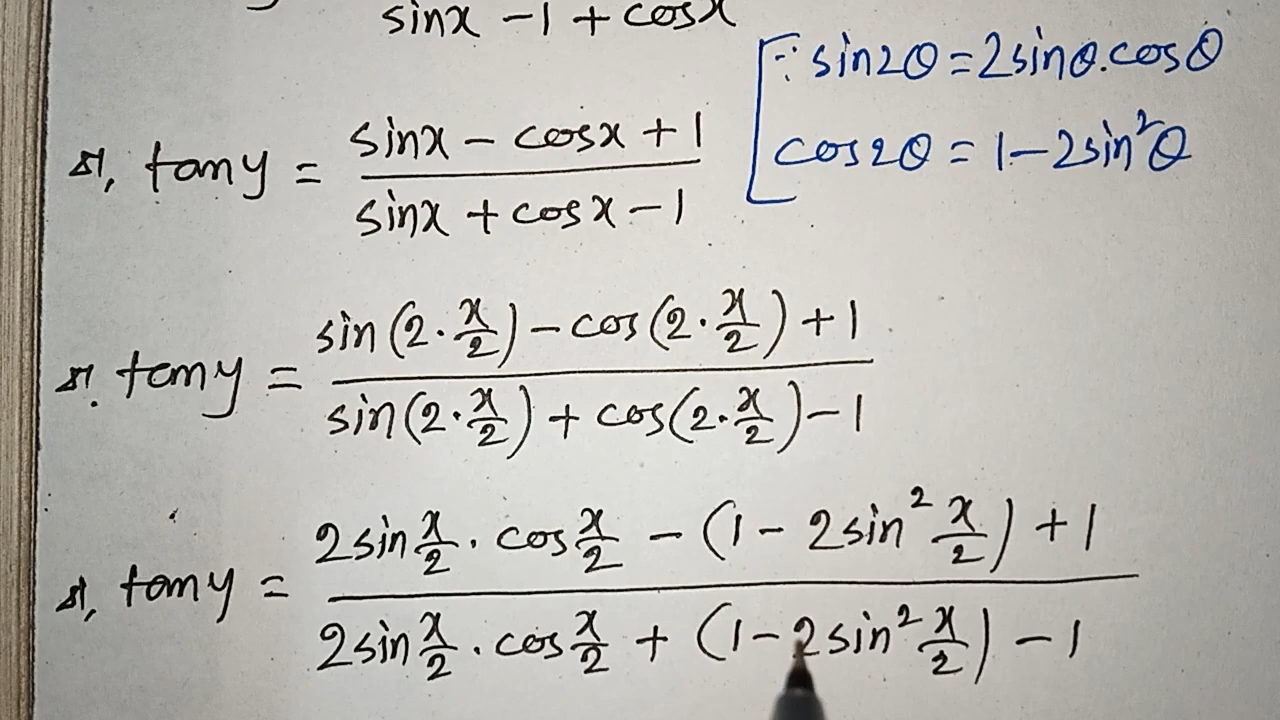 sinx - 1 + cosx
[∵ sin2θ = 2sinθ.cosθ
cos2θ = 1 - 2sin²θ
বা, tany = (sinx - cosx + 1)/(sinx + cosx - 1)
বা, tany = (sin(2·x/2) - cos(2·x/2) + 1)/(sin(2·x/2) + cos(2·x/2) - 1)
বা, tany = (2sin x/2 · cos x/2 - (1 - 2sin² x/2) + 1)/(2sin x/2 · cos x/2 + (1 - 2sin² x/2) - 1)